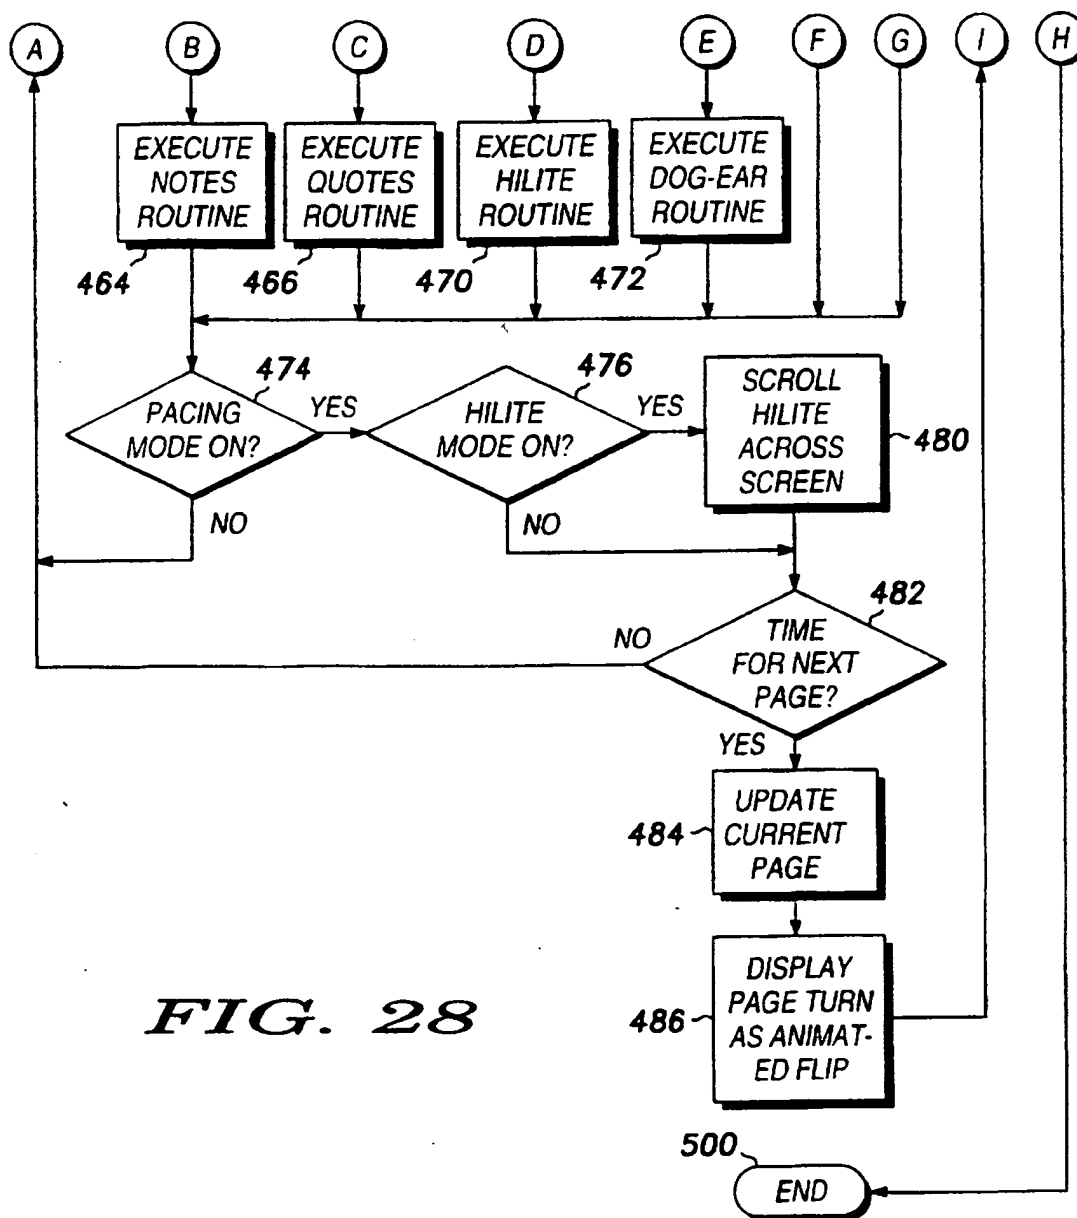 A B C D E F G I H
EXECUTE
NOTES
ROUTINE
464
EXECUTE
QUOTES
ROUTINE
466
EXECUTE
HILITE
ROUTINE
470
EXECUTE
DOG-EAR
ROUTINE
472
PACING
MODE ON?
474
YES
NO
HILITE
MODE ON?
476
YES
NO
SCROLL
HILITE
ACROSS
SCREEN
480
TIME
FOR NEXT
PAGE?
482
NO
YES
UPDATE
CURRENT
PAGE
484
DISPLAY
PAGE TURN
AS ANIMAT-
ED FLIP
486
FIG. 28
500
END